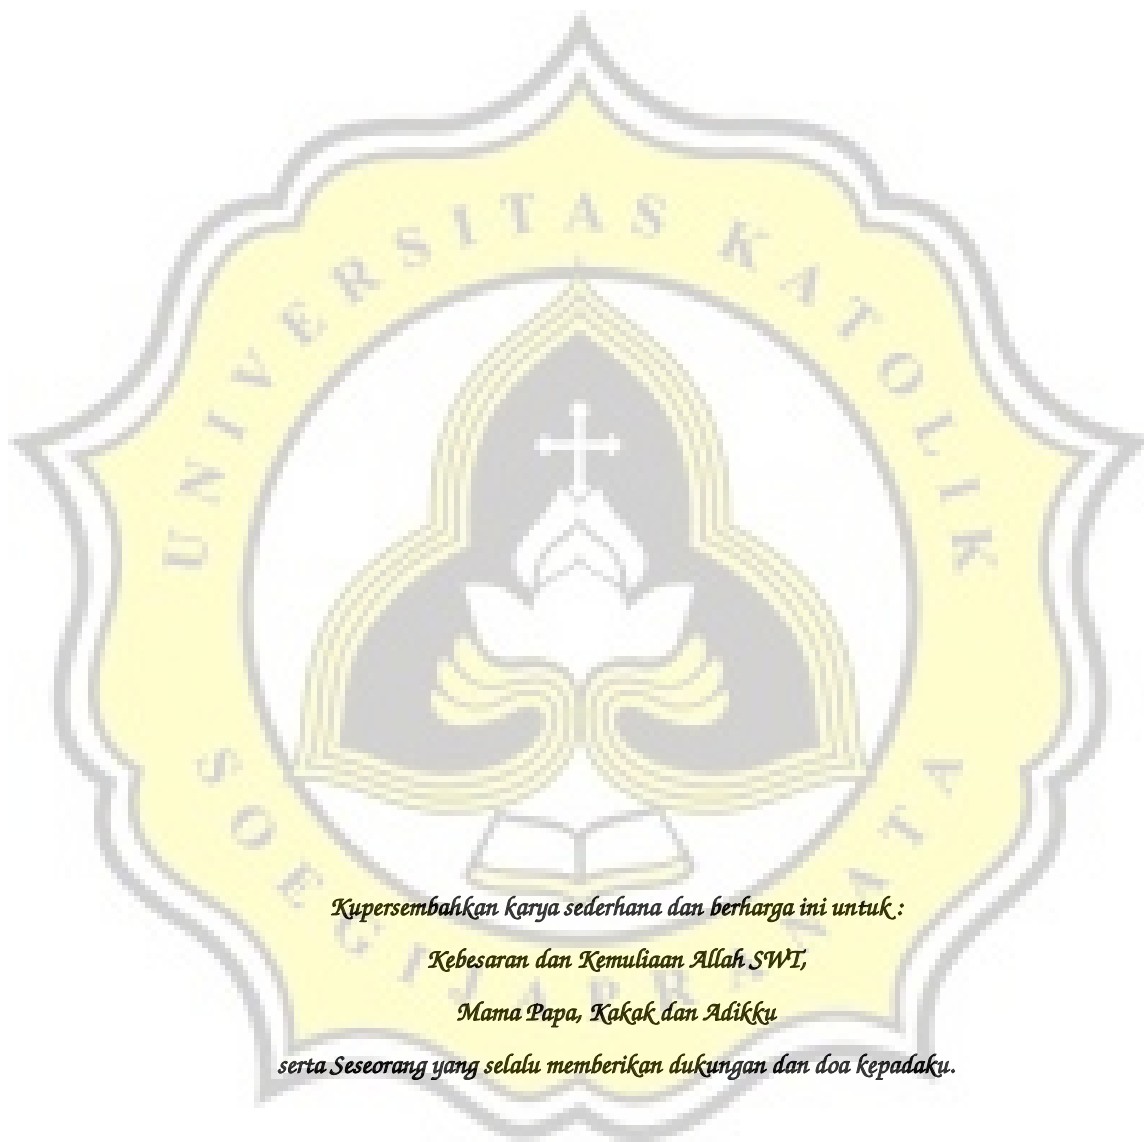 UNIVERSITAS KATOLIK
SOEGIJAPRANATA
Kupersembahkan karya sederhana dan berharga ini untuk :
Kebesaran dan Kemuliaan Allah SWT,
Mama Papa, Kakak dan Adikku
serta Seseorang yang selalu memberikan dukungan dan doa kepadaku.